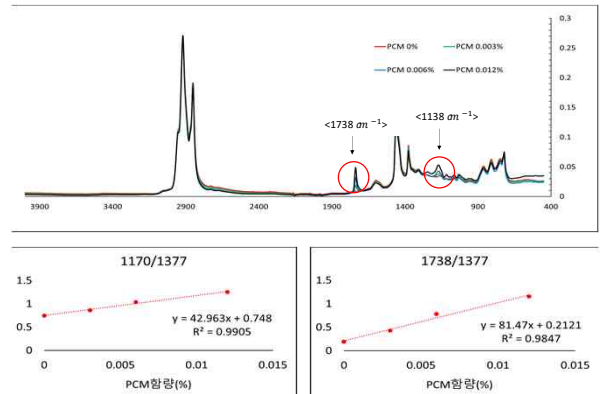 0.3
PCM 0% PCM 0.003%
0.25
PCM 0.006% PCM 0.012%
0.2
<1738 cm⁻¹> <1138 cm⁻¹>
0.15
0.1
0.05
0
3900 3400 2900 2400 1900 1400 900 400
1170/1377
1.5
1
0.5
0
y = 42.963x + 0.748
R² = 0.9905
0 0.005 0.01 0.015
PCM함량(%)
1738/1377
1.5
1
0.5
0
y = 81.47x + 0.2121
R² = 0.9847
0 0.005 0.01 0.015
PCM함량(%)